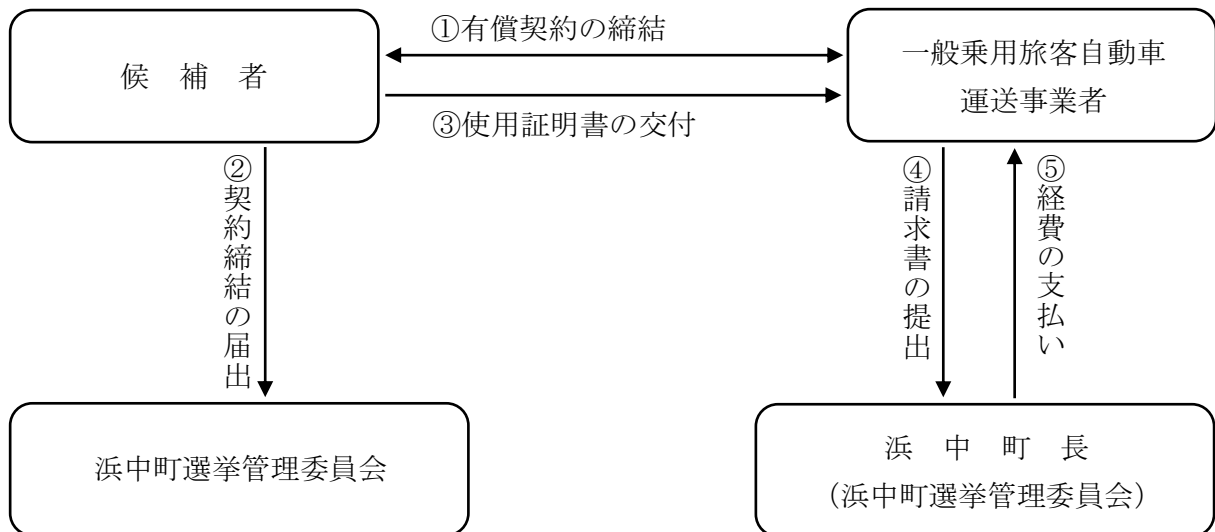 ①有償契約の締結
候　補　者
一般乗用旅客自動車
運送事業者
③使用証明書の交付
②契約締結の届出
④請求書の提出
⑤経費の支払い
浜中町選挙管理委員会
浜　中　町　長
（浜中町選挙管理委員会）